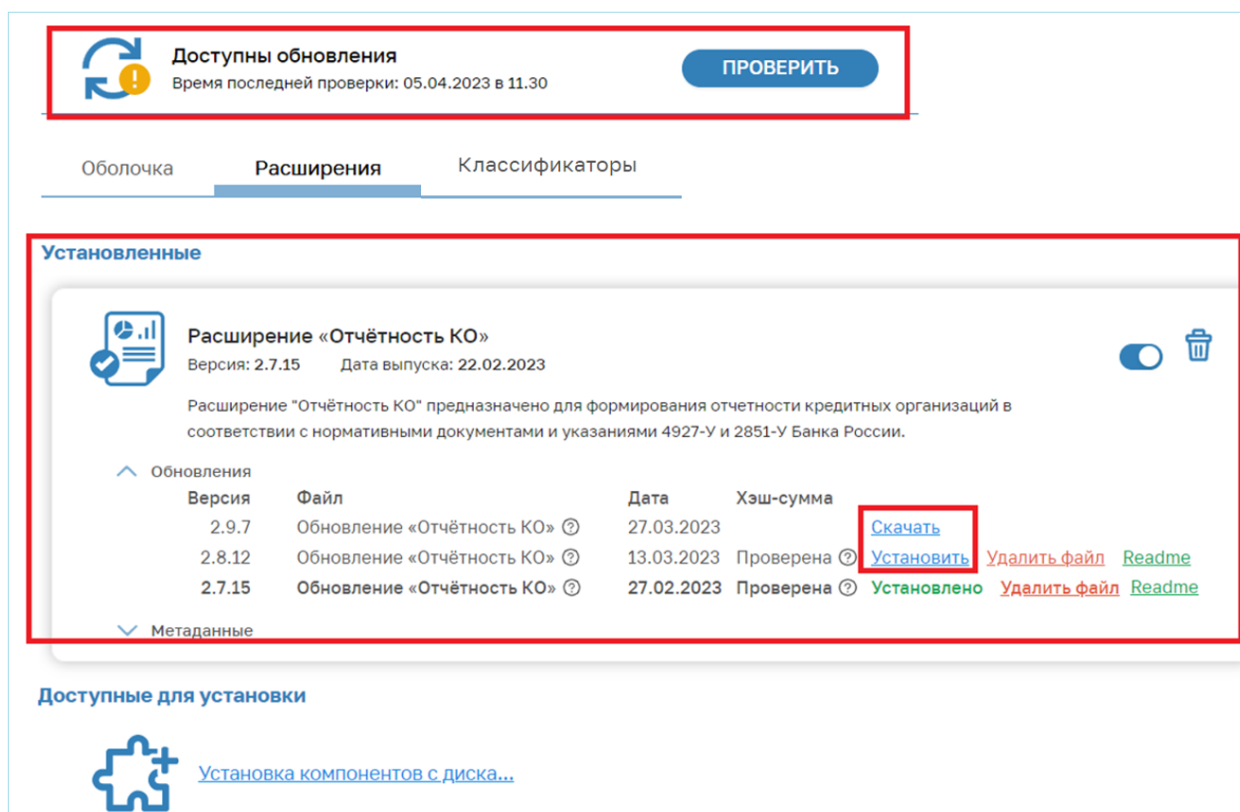 Доступны обновления
Время последней проверки: 05.04.2023 в 11.30
ПРОВЕРИТЬ
Оболочка Расширения Классификаторы
Установленные
Расширение «Отчётность КО»
Версия: 2.7.15 Дата выпуска: 22.02.2023
Расширение "Отчётность КО" предназначено для формирования отчетности кредитных организаций в
соответствии с нормативными документами и указаниями 4927-У и 2851-У Банка России.
Обновления
Версия Файл Дата Хэш-сумма
2.9.7 Обновление «Отчётность КО» ? 27.03.2023 Скачать
2.8.12 Обновление «Отчётность КО» ? 13.03.2023 Проверена ? Установить Удалить файл Readme
2.7.15 Обновление «Отчётность КО» ? 27.02.2023 Проверена ? Установлено Удалить файл Readme
Метаданные
Доступные для установки
Установка компонентов с диска...